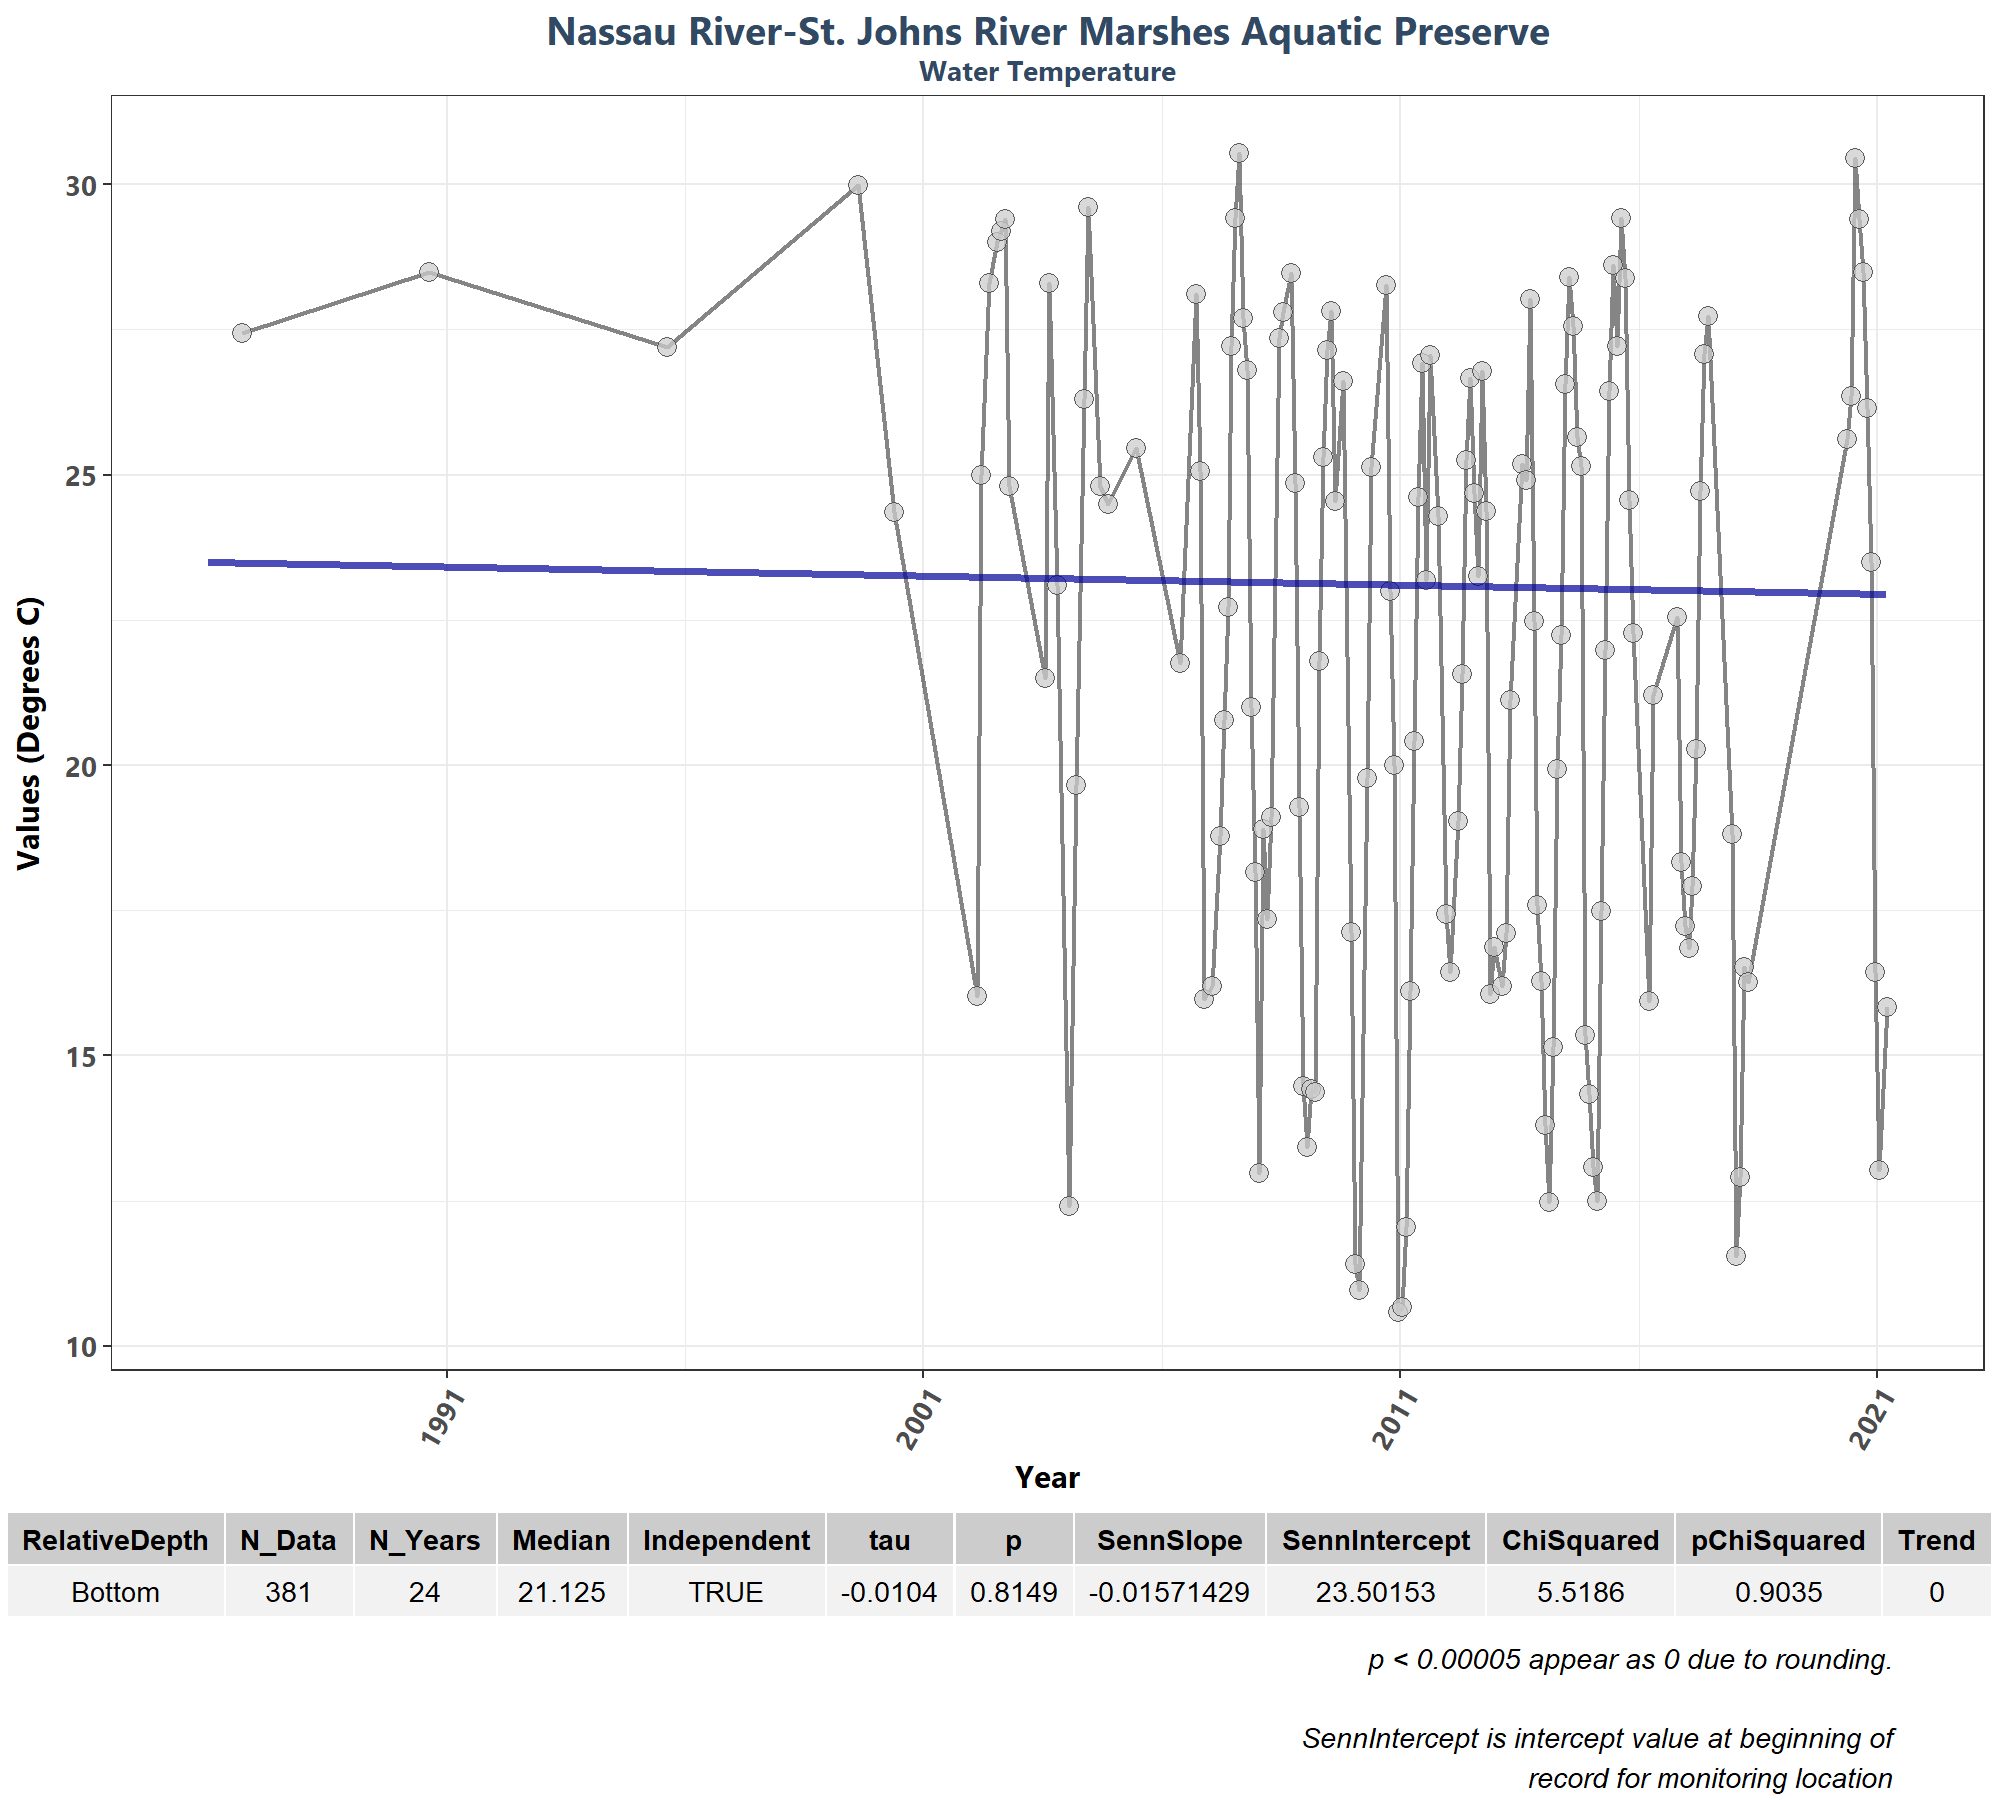 Nassau River-St. Johns River Marshes Aquatic Preserve
Water Temperature
Values (Degrees C)
30
25
20
15
10
1991
2001
2011
2021
Year
RelativeDepth N_Data N_Years Median Independent tau p SennSlope SennIntercept ChiSquared pChiSquared Trend
Bottom 381 24 21.125 TRUE -0.0104 0.8149 -0.01571429 23.50153 5.5186 0.9035 0
p < 0.00005 appear as 0 due to rounding.
SennIntercept is intercept value at beginning of
record for monitoring location